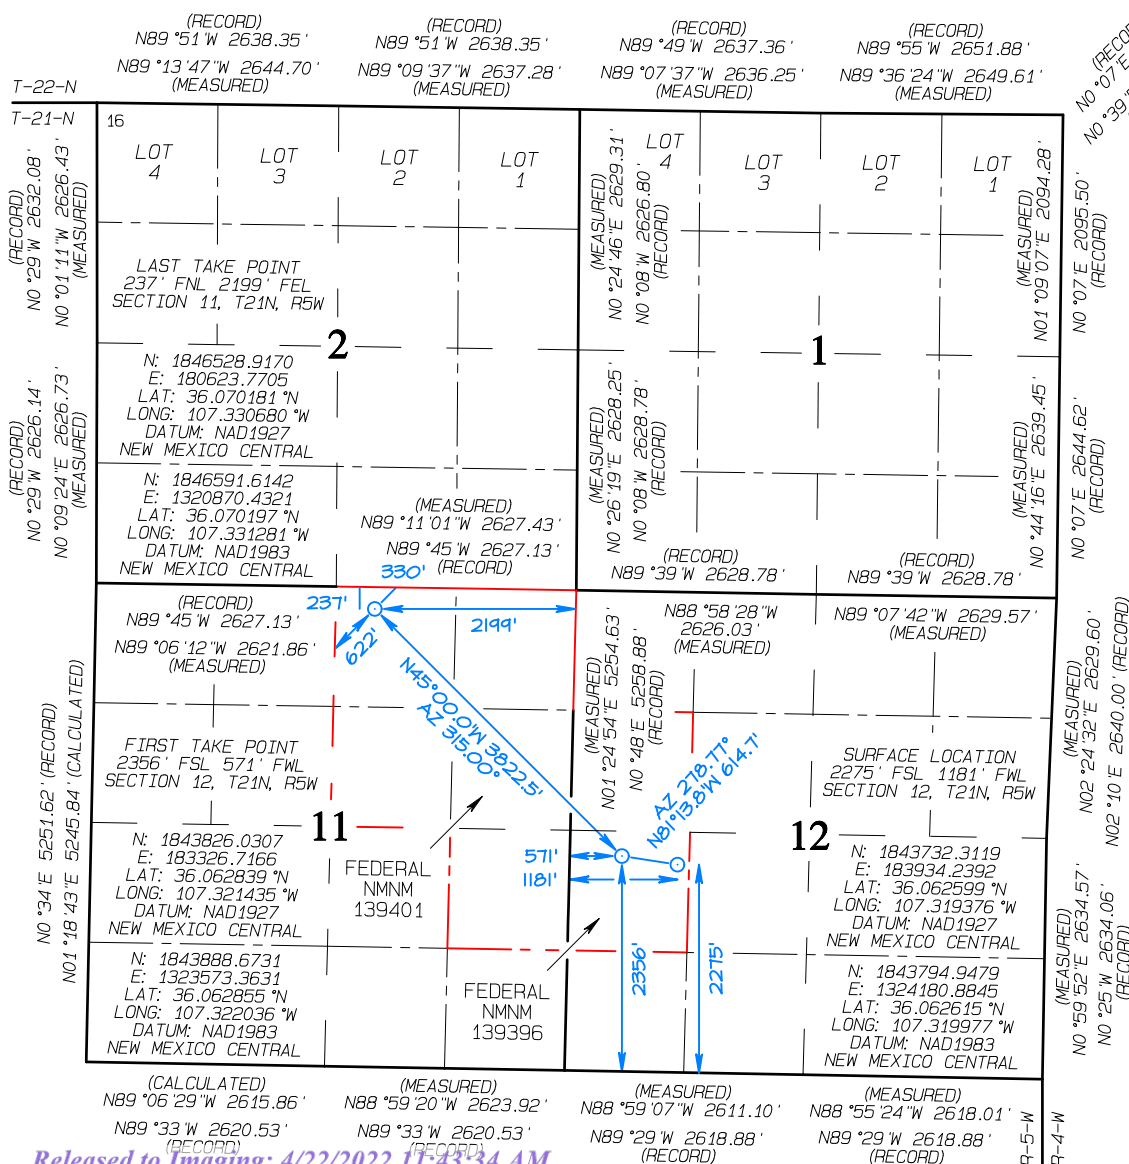 (RECORD)
N89°51'W 2638.35'
N89°13'47"W 2644.70'
(MEASURED)
(RECORD)
N89°51'W 2638.35'
N89°09'37"W 2637.28'
(MEASURED)
(RECORD)
N89°49'W 2637.36'
N89°07'37"W 2636.25'
(MEASURED)
(RECORD)
N89°55'W 2651.88'
N89°36'24"W 2649.61'
(MEASURED)
(RECOR
N0°07'E
N0°39'
T-22-N
T-21-N
16
LOT
4
LOT
3
LOT
2
LOT
1
LOT
4
LOT
3
LOT
2
LOT
1
(RECORD)
N0°29'W 2632.08'
N0°01'11"W 2626.43'
(MEASURED)
(MEASURED)
N0°24'46"E 2629.31'
N0°08'W 2626.80'
(RECORD)
(MEASURED)
N01°09'07"E 2094.28'
N0°07'E 2095.50'
(RECORD)
LAST TAKE POINT
237' FNL 2199' FEL
SECTION 11, T21N, R5W
2
1
N: 1846528.9170
E: 180623.7705
LAT: 36.070181°N
LONG: 107.330680°W
DATUM: NAD1927
NEW MEXICO CENTRAL
N: 1846591.6142
E: 1320870.4321
LAT: 36.070197°N
LONG: 107.331281°W
DATUM: NAD1983
NEW MEXICO CENTRAL
(RECORD)
N0°29'W 2626.14'
N0°09'24"E 2626.73'
(MEASURED)
(MEASURED)
N0°26'19"E 2628.25'
N0°08'W 2628.78'
(RECORD)
(MEASURED)
N0°44'16"E 2639.45'
N0°07'E 2644.62'
(RECORD)
(MEASURED)
N89°11'01"W 2627.43'
N89°45'W 2627.13'
(RECORD)
(RECORD)
N89°39'W 2628.78'
(RECORD)
N89°39'W 2628.78'
330'
237'
2199'
622'
(RECORD)
N89°45'W 2627.13'
N89°06'12"W 2621.86'
(MEASURED)
N88°58'28"W
2626.03'
(MEASURED)
N89°07'42"W 2629.57'
(MEASURED)
N45°00.0'W 3822.5'
AZ 315.00°
(MEASURED)
N01°24'54"E 5254.63'
N0°48'E 5258.88'
(RECORD)
AZ 278.77°
N81°13.8'W 614.7'
N0°34'E 5251.62' (RECORD)
N01°18'43"E 5245.84' (CALCULATED)
(MEASURED)
N02°24'32"E 2629.60'
N02°10'E 2640.00' (RECORD)
FIRST TAKE POINT
2356' FSL 571' FWL
SECTION 12, T21N, R5W
SURFACE LOCATION
2275' FSL 1181' FWL
SECTION 12, T21N, R5W
11
12
N: 1843826.0307
E: 183326.7166
LAT: 36.062839°N
LONG: 107.321435°W
DATUM: NAD1927
NEW MEXICO CENTRAL
N: 1843888.6731
E: 1323573.3631
LAT: 36.062855°N
LONG: 107.322036°W
DATUM: NAD1983
NEW MEXICO CENTRAL
FEDERAL
NMNM
139401
571'
1181'
FEDERAL
NMNM
139396
2356'
2275'
N: 1843732.3119
E: 183934.2392
LAT: 36.062599°N
LONG: 107.319376°W
DATUM: NAD1927
NEW MEXICO CENTRAL
N: 1843794.9479
E: 1324180.8845
LAT: 36.062615°N
LONG: 107.319977°W
DATUM: NAD1983
NEW MEXICO CENTRAL
(MEASURED)
N0°59'52"E 2634.57'
N0°25'W 2634.06'
(RECORD)
(CALCULATED)
N89°06'29"W 2615.86'
N89°33'W 2620.53'
(RECORD)
(MEASURED)
N88°59'20"W 2623.92'
N89°33'W 2620.53'
(RECORD)
(MEASURED)
N88°59'07"W 2611.10'
N89°29'W 2618.88'
(RECORD)
(MEASURED)
N88°55'24"W 2618.01'
N89°29'W 2618.88'
(RECORD)
R-5-W
R-4-W
Released to Imaging: 4/22/2022 11:43:34 AM